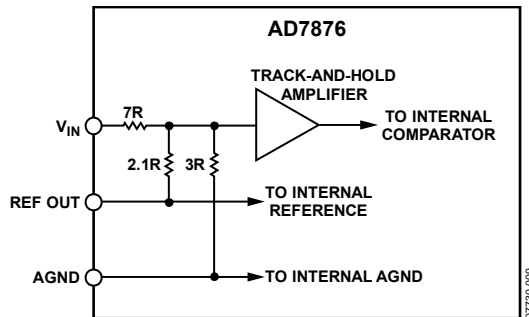 AD7876
TRACK-AND-HOLD
AMPLIFIER
7R
VIN
TO INTERNAL
COMPARATOR
2.1R
3R
REF OUT
TO INTERNAL
REFERENCE
AGND
TO INTERNAL AGND